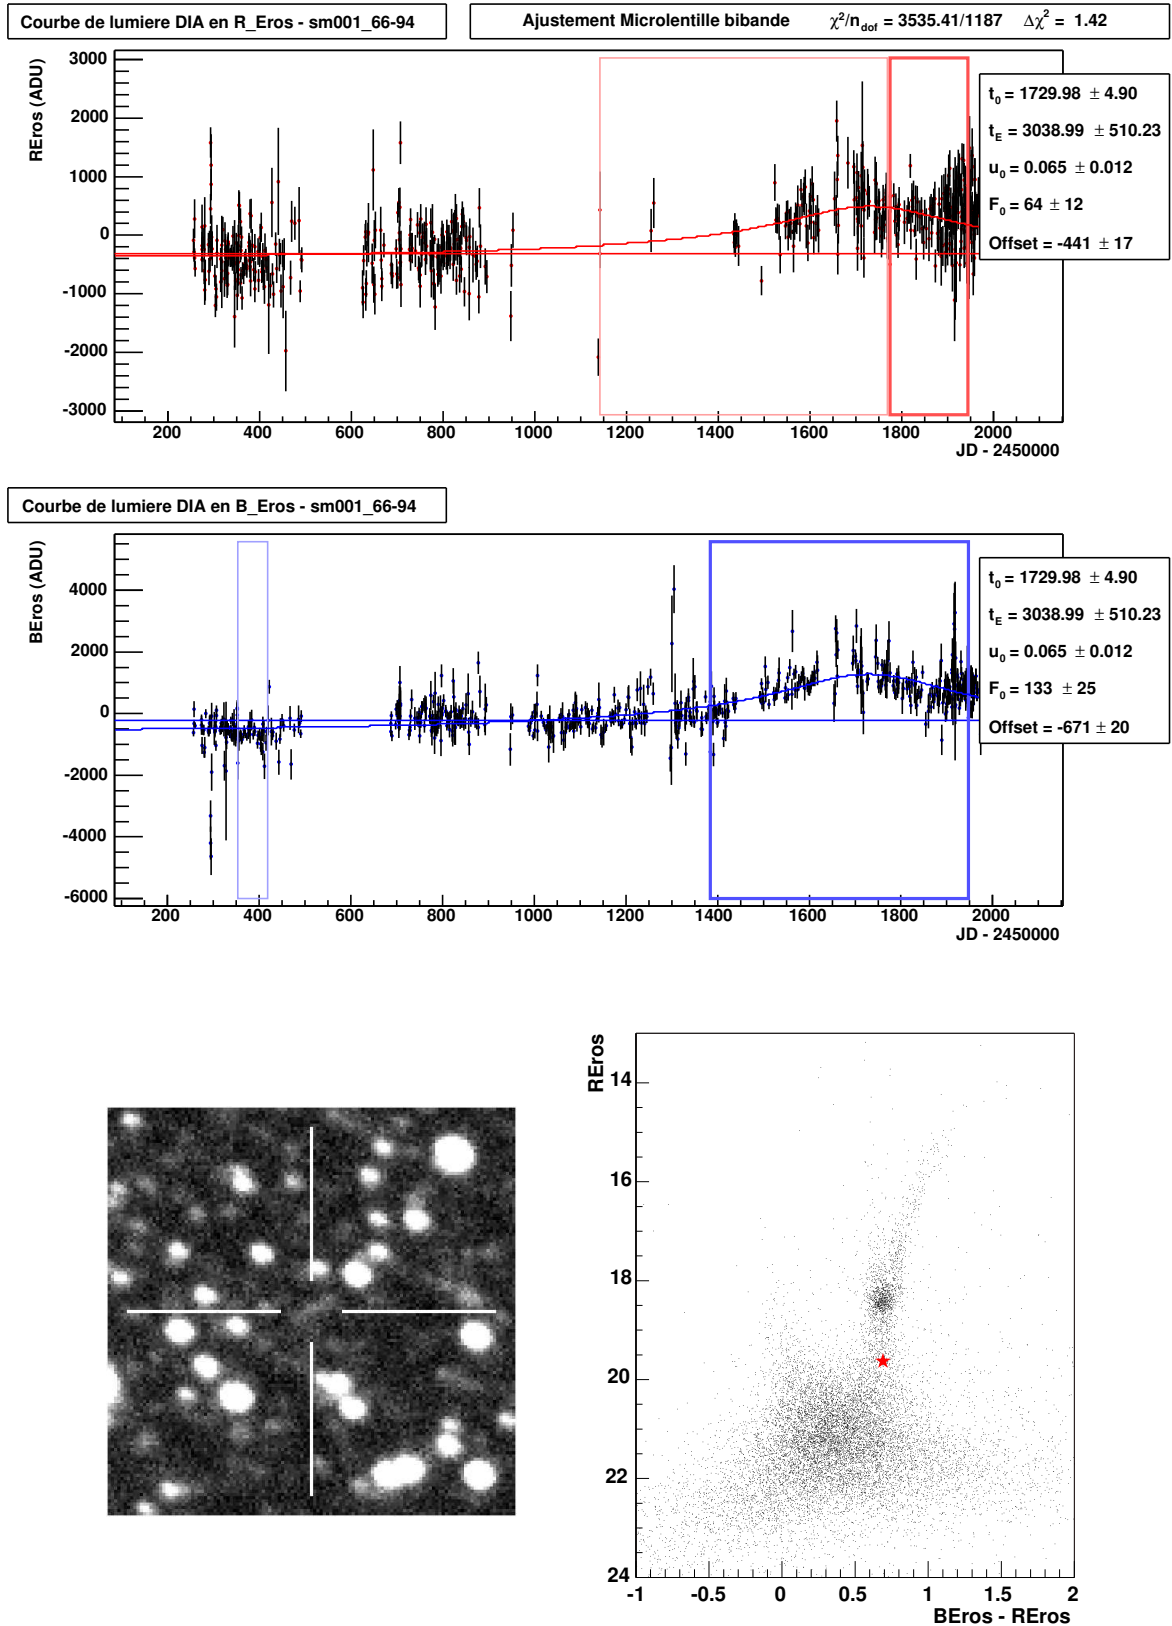 Courbe de lumiere DIA en R_Eros - sm001_66-94
Ajustement Microlentille bibande χ²/n_dof = 3535.41/1187 Δχ² = 1.42
REros (ADU)
3000
2000
1000
0
-1000
-2000
-3000
200 400 600 800 1000 1200 1400 1600 1800 2000
JD - 2450000
t_0 = 1729.98 ± 4.90
t_E = 3038.99 ± 510.23
u_0 = 0.065 ± 0.012
F_0 = 64 ± 12
Offset = -441 ± 17
Courbe de lumiere DIA en B_Eros - sm001_66-94
BEros (ADU)
4000
2000
0
-2000
-4000
-6000
200 400 600 800 1000 1200 1400 1600 1800 2000
JD - 2450000
t_0 = 1729.98 ± 4.90
t_E = 3038.99 ± 510.23
u_0 = 0.065 ± 0.012
F_0 = 133 ± 25
Offset = -671 ± 20
REros
14
16
18
20
22
24
-1 -0.5 0 0.5 1 1.5 2
BEros - REros